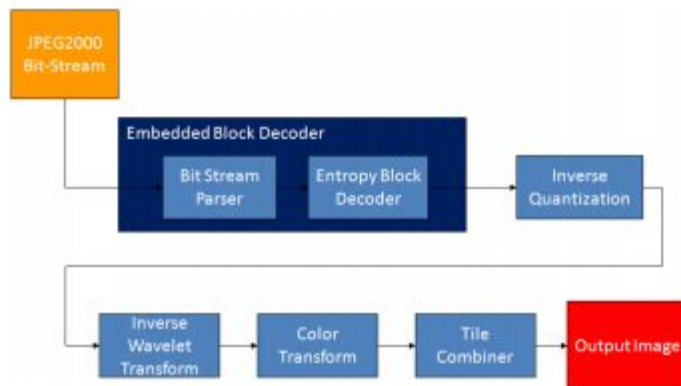 JPEG2000
Bit-Stream
Embedded Block Decoder
Bit Stream
Parser
Entropy Block
Decoder
Inverse
Quantization
Inverse
Wavelet
Transform
Color
Transform
Tile
Combiner
Output Image